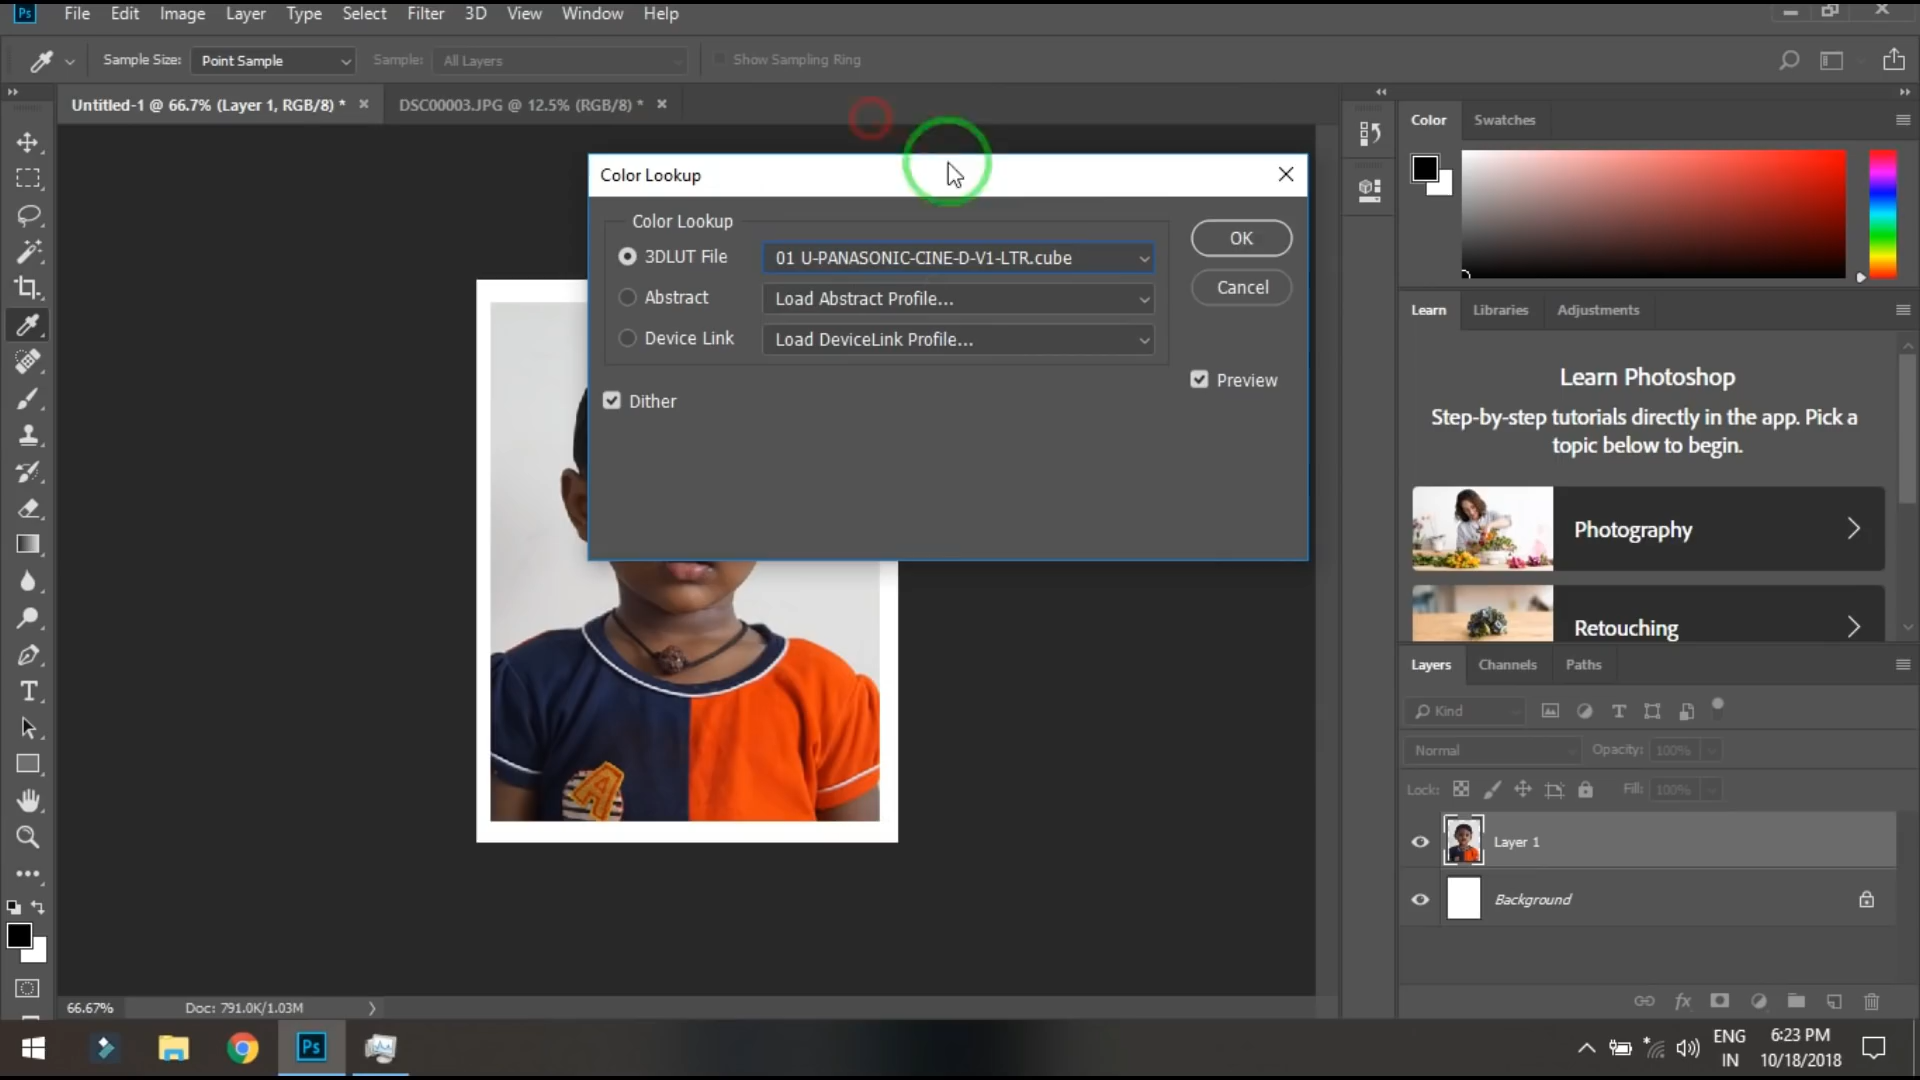 Ps File Edit Image Layer Type Select Filter 3D View Window Help
Sample Size: Point Sample Sample: All Layers Show Sampling Ring
Untitled-1 @ 66.7% (Layer 1, RGB/8) * DSC00003.JPG @ 12.5% (RGB/8) *
Color Swatches
Color Lookup
Color Lookup
3DLUT File 01 U-PANASONIC-CINE-D-V1-LTR.cube
Abstract Load Abstract Profile...
Device Link Load DeviceLink Profile...
Dither
OK
Cancel
Preview
Learn Libraries Adjustments
Learn Photoshop
Step-by-step tutorials directly in the app. Pick a
topic below to begin.
Photography
Retouching
Layers Channels Paths
Kind
Normal Opacity: 100%
Lock: Fill: 100%
Layer 1
Background
fx
A
T
66.67% Doc: 791.0K/1.03M
Ps
ENG
IN
6:23 PM
10/18/2018